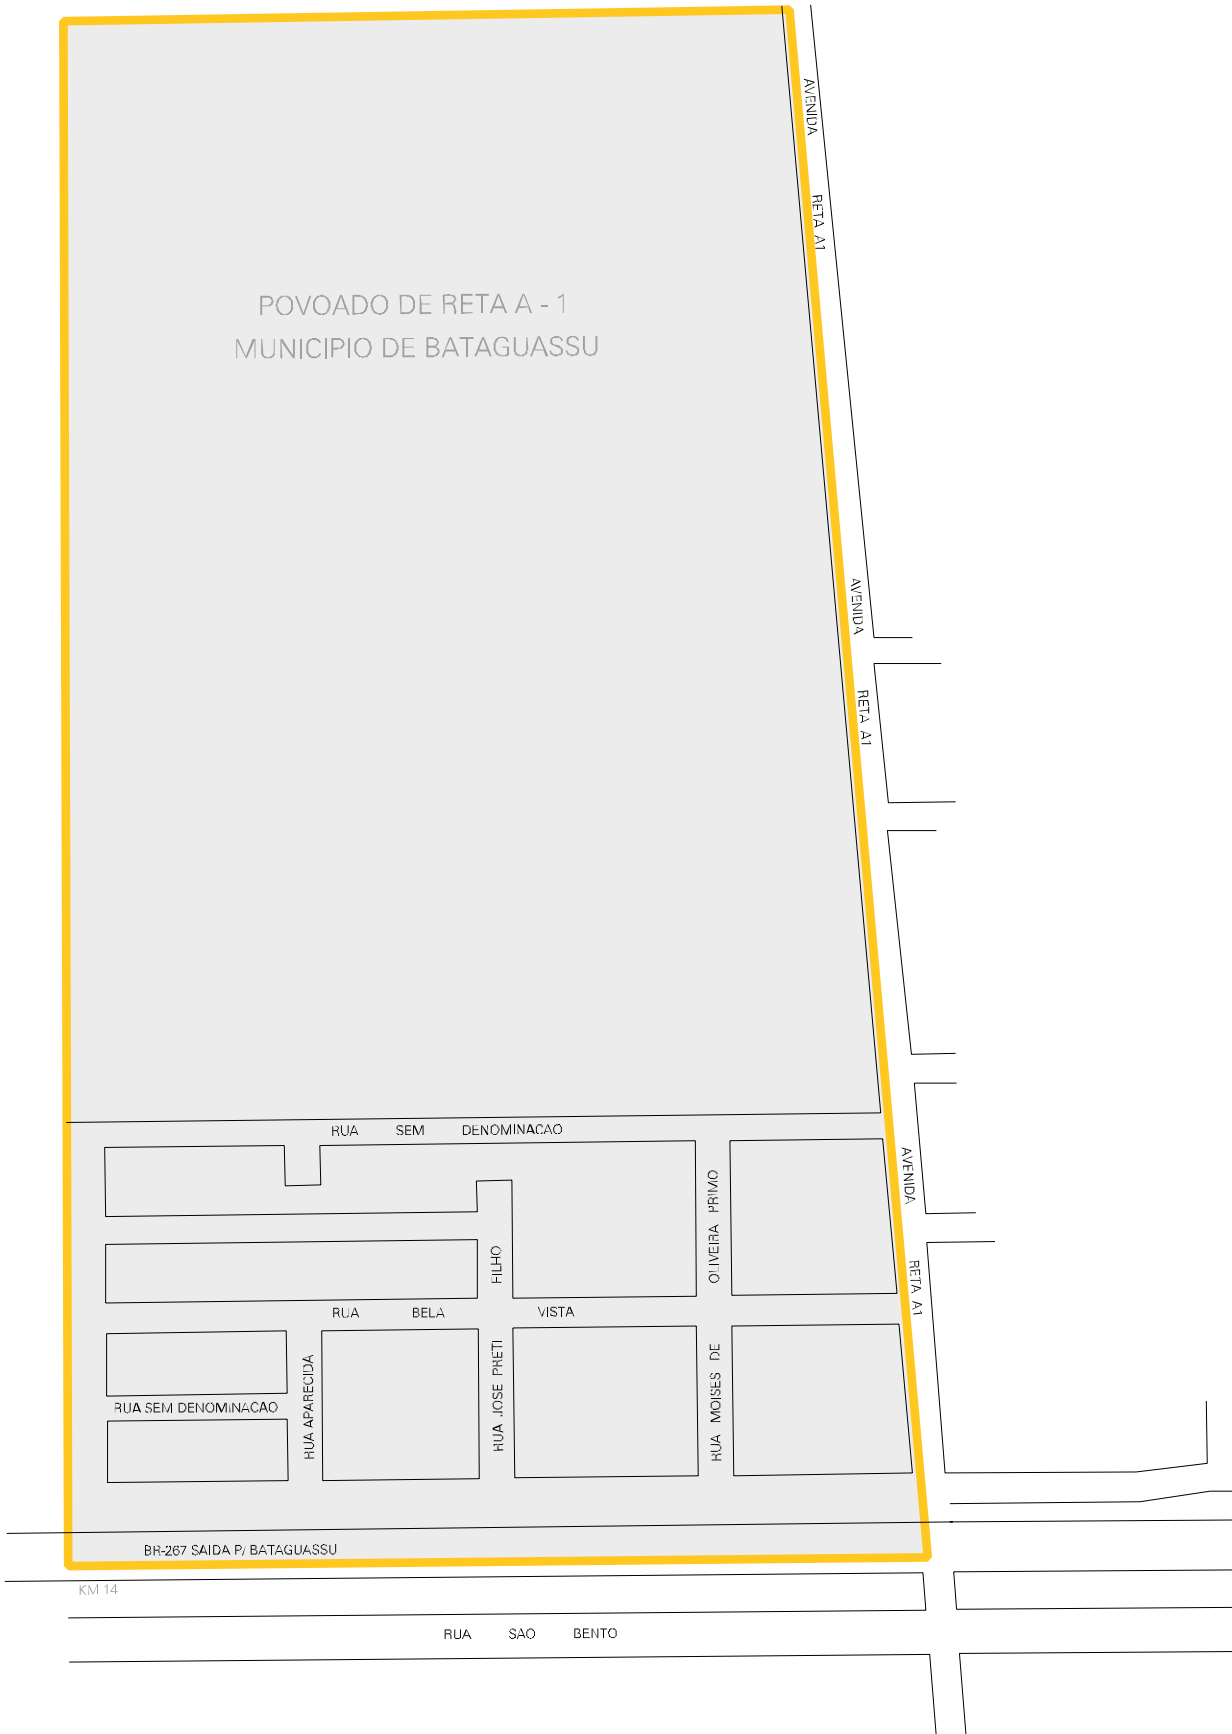 AVENIDA
RETA A1
POVOADO DE RETA A - 1
MUNICIPIO DE BATAGUASSU
AVENIDA
RETA A1
RUA SEM DENOMINACAO
AVENIDA
RETA A1
RUA MOISES DE OLIVEIRA PRIMO
RUA JOSE PRETI FILHO
RUA BELA VISTA
RUA APARECIDA
RUA SEM DENOMINACAO
BR-267 SAIDA P/ BATAGUASSU
KM 14
RUA SAO BENTO